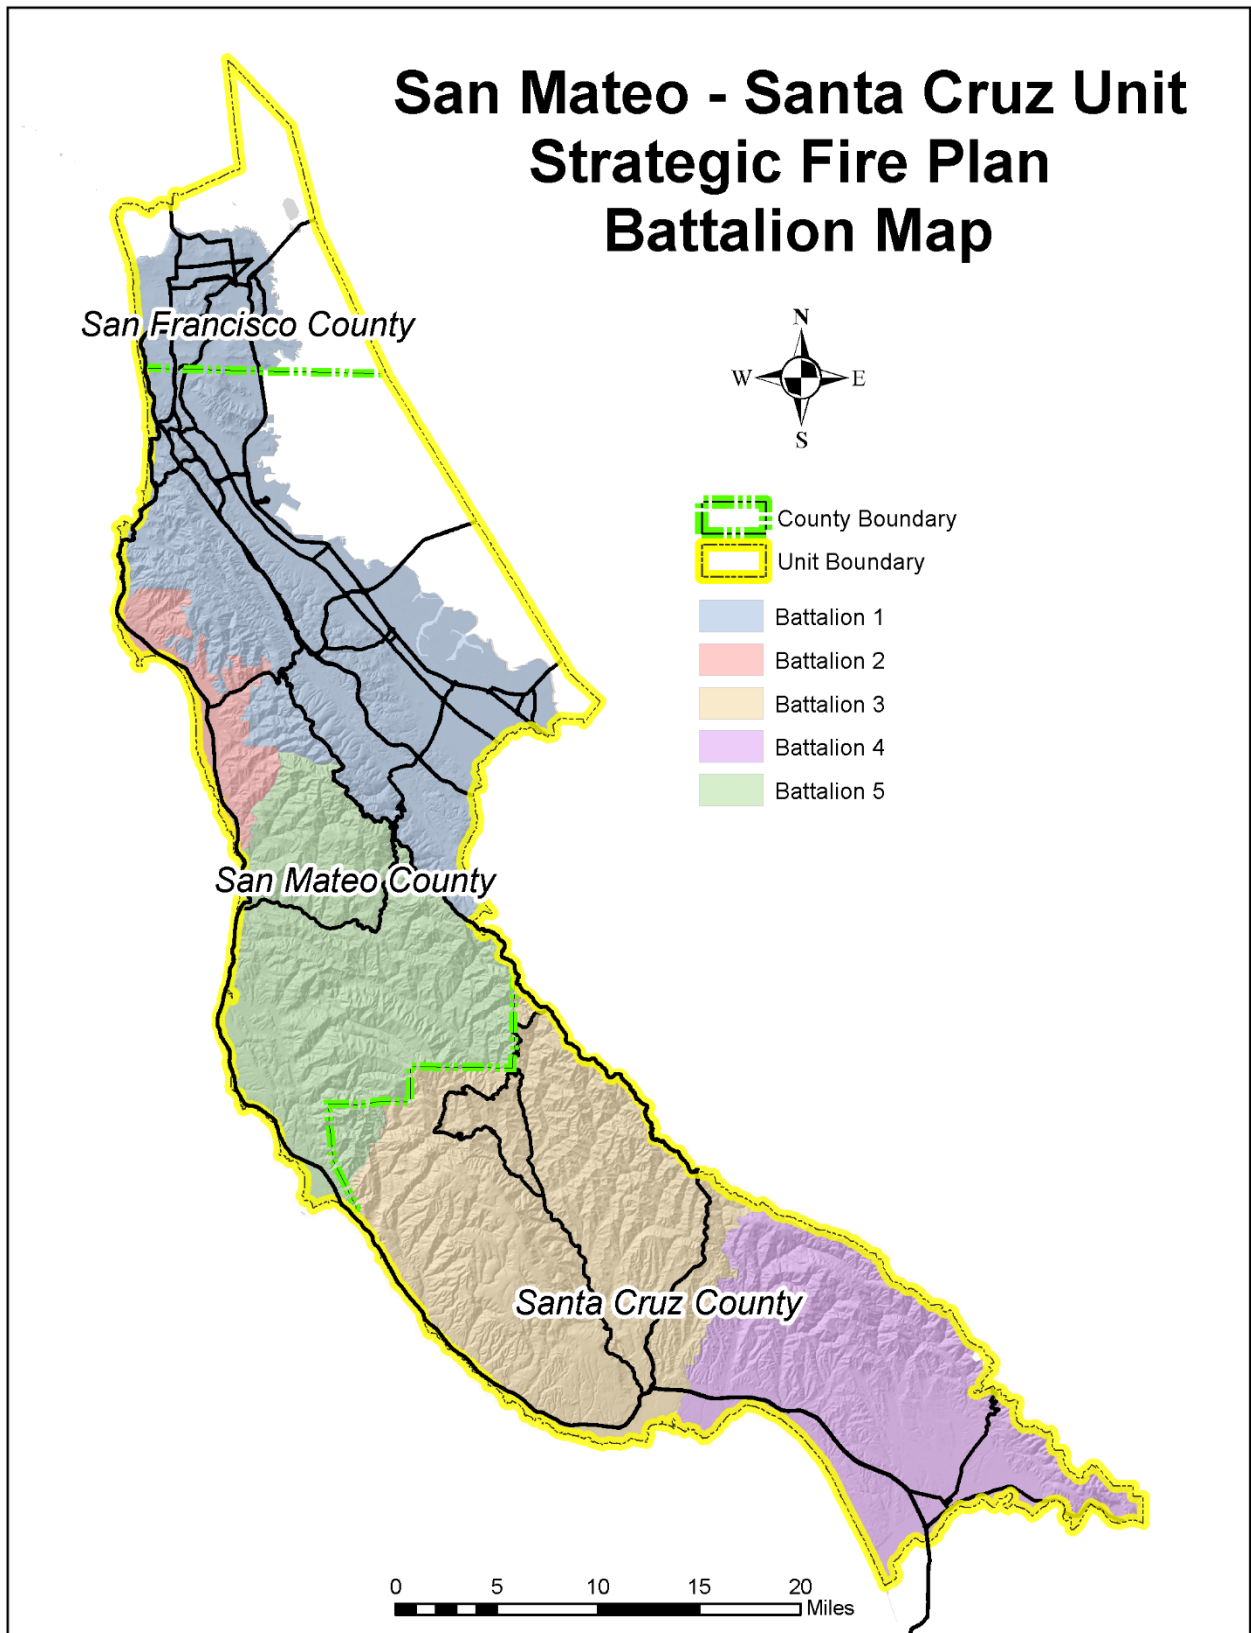 San Mateo - Santa Cruz Unit
Strategic Fire Plan
Battalion Map
San Francisco County
N
W
E
S
County Boundary
Unit Boundary
Battalion 1
Battalion 2
Battalion 3
Battalion 4
Battalion 5
San Mateo County
Santa Cruz County
0 5 10 15 20
Miles